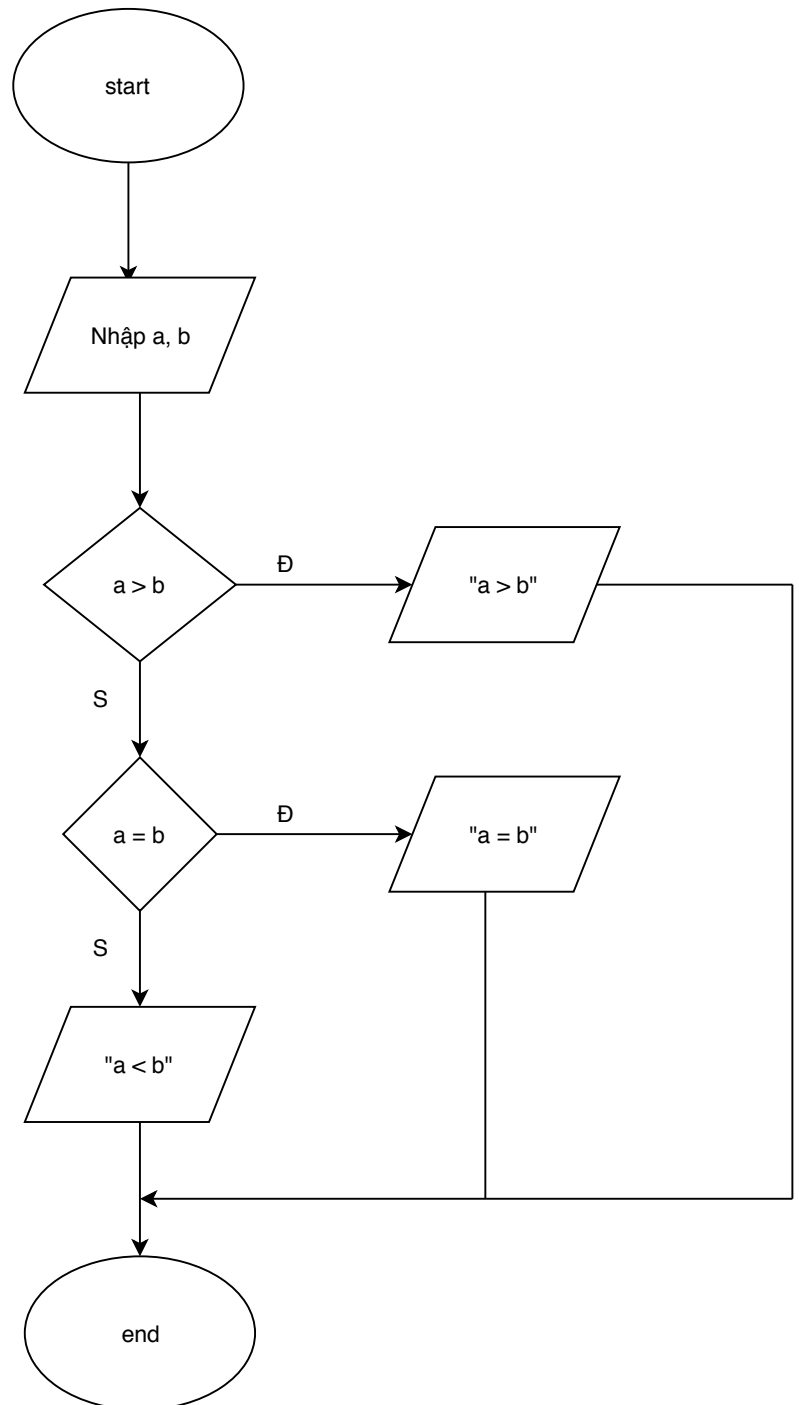 start
Nhập a, b
a > b
Đ
"a > b"
S
a = b
Đ
"a = b"
S
"a < b"
end